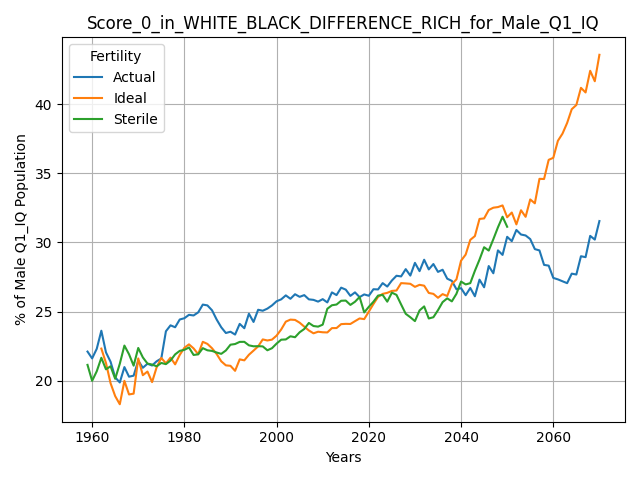 Score_0_in_WHITE_BLACK_DIFFERENCE_RICH_for_Male_Q1_IQ
Fertility
Actual
Ideal
Sterile
% of Male Q1_IQ Population
40
35
30
25
20
1960
1980
2000
2020
2040
2060
Years